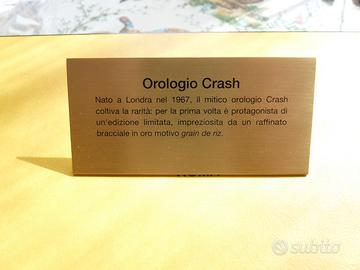 Orologio Crash
Nato a Londra nel 1967, il mitico orologio Crash
coltiva la rarità: per la prima volta è protagonista di
un'edizione limitata, impreziosita da un raffinato
bracciale in oro motivo grain de riz.
subito